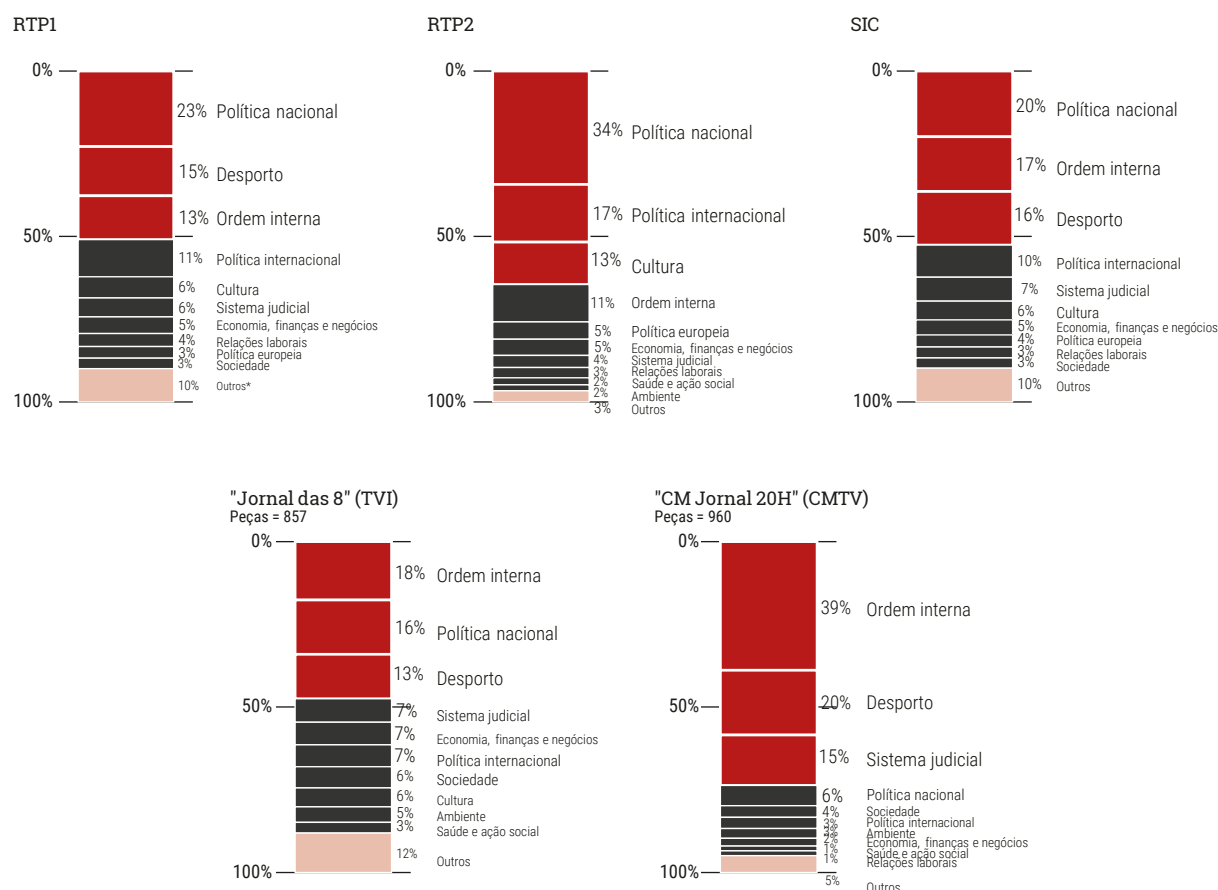 RTP1
0%
23% Política nacional
15% Desporto
13% Ordem interna
50%
11% Política internacional
6% Cultura
6% Sistema judicial
5% Economia, finanças e negócios
4% Relações laborais
3% Política europeia
3% Sociedade
10% Outros*
100%
RTP2
0%
34% Política nacional
17% Política internacional
50%
13% Cultura
11% Ordem interna
5% Política europeia
5% Economia, finanças e negócios
4% Sistema judicial
3% Relações laborais
2% Saúde e ação social
2% Ambiente
100%
3% Outros
SIC
0%
20% Política nacional
17% Ordem interna
16% Desporto
50%
10% Política internacional
7% Sistema judicial
6% Cultura
5% Economia, finanças e negócios
4% Política europeia
3% Relações laborais
3% Sociedade
10% Outros
100%
"Jornal das 8" (TVI)
Peças = 857
0%
18% Ordem interna
16% Política nacional
13% Desporto
50%
7% Sistema judicial
7% Economia, finanças e negócios
7% Política internacional
6% Sociedade
6% Cultura
5% Ambiente
3% Saúde e ação social
12% Outros
100%
"CM Jornal 20H" (CMTV)
Peças = 960
0%
39% Ordem interna
50%
20% Desporto
15% Sistema judicial
6% Política nacional
4% Sociedade
3% Política internacional
3% Ambiente
2% Economia, finanças e negócios
1% Saúde e ação social
1% Relações laborais
100%
5% Outros